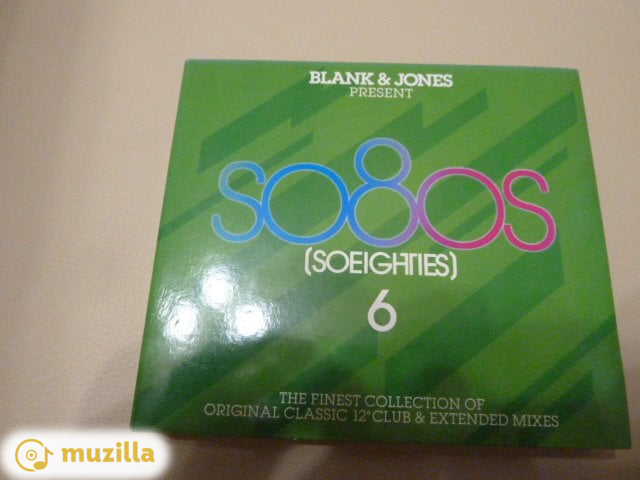 BLANK & JONES
PRESENT
so8os
(SOEIGHTIES)
6
THE FINEST COLLECTION OF
ORIGINAL CLASSIC 12" CLUB & EXTENDED MIXES
muzilla